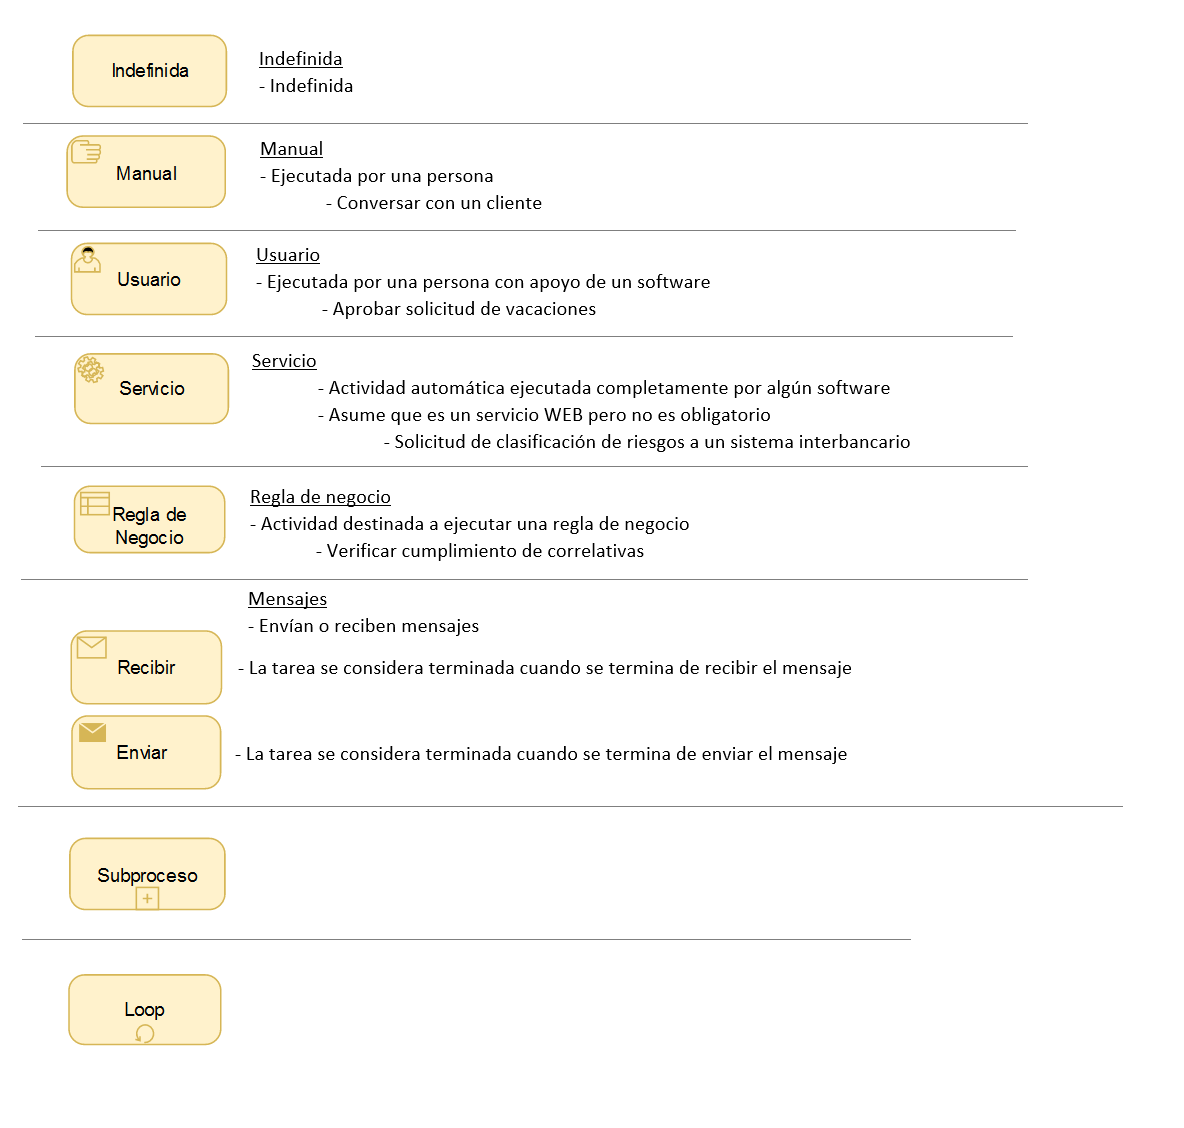 Indefinida
Indefinida
- Indefinida
Manual
Manual
- Ejecutada por una persona
- Conversar con un cliente
Usuario
Usuario
- Ejecutada por una persona con apoyo de un software
- Aprobar solicitud de vacaciones
Servicio
Servicio
- Actividad automática ejecutada completamente por algún software
- Asume que es un servicio WEB pero no es obligatorio
- Solicitud de clasificación de riesgos a un sistema interbancario
Regla de
Negocio
Regla de negocio
- Actividad destinada a ejecutar una regla de negocio
- Verificar cumplimiento de correlativas
Mensajes
- Envían o reciben mensajes
Recibir
- La tarea se considera terminada cuando se termina de recibir el mensaje
Enviar
- La tarea se considera terminada cuando se termina de enviar el mensaje
Subproceso
Loop